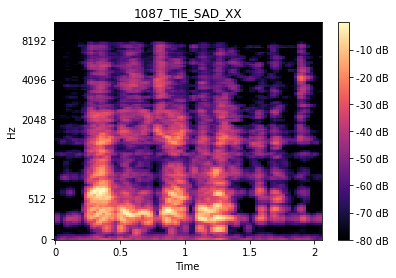 1087_TIE_SAD_XX
8192
4096
2048
1024
512
0
Hz
0
0.5
1
1.5
2
Time
-10 dB
-20 dB
-30 dB
-40 dB
-50 dB
-60 dB
-70 dB
-80 dB